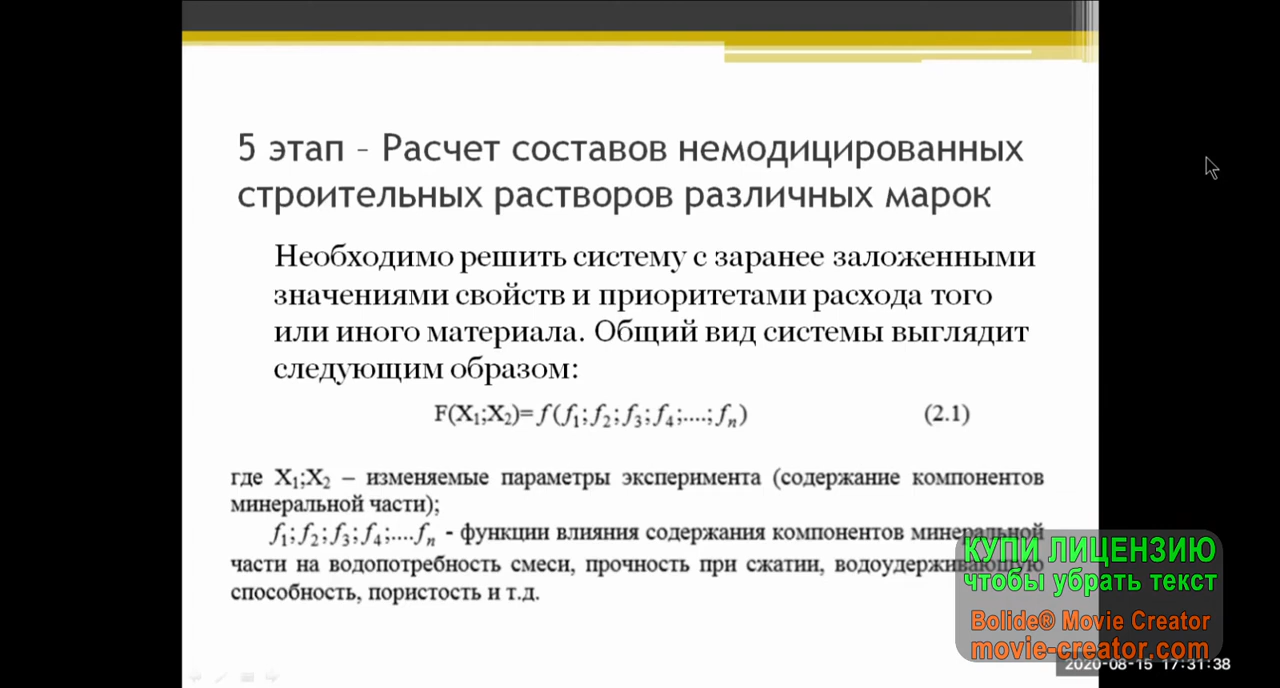 5 этап – Расчет составов немодицированных
строительных растворов различных марок
Необходимо решить систему с заранее заложенными
значениями свойств и приоритетами расхода того
или иного материала. Общий вид системы выглядит
следующим образом:
F(X₁;X₂)= f (f₁; f₂; f₃; f₄;....; fₙ) (2.1)
где X₁;X₂ – изменяемые параметры эксперимента (содержание компонентов
минеральной части);
f₁; f₂; f₃; f₄;.... fₙ - функции влияния содержания компонентов минеральной
части на водопотребность смеси, прочность при сжатии, водоудерживающую
способность, пористость и т.д.
КУПИ ЛИЦЕНЗИЮ
чтобы убрать текст
Bolide® Movie Creator
movie-creator.com
2020-08-15 17:31:38